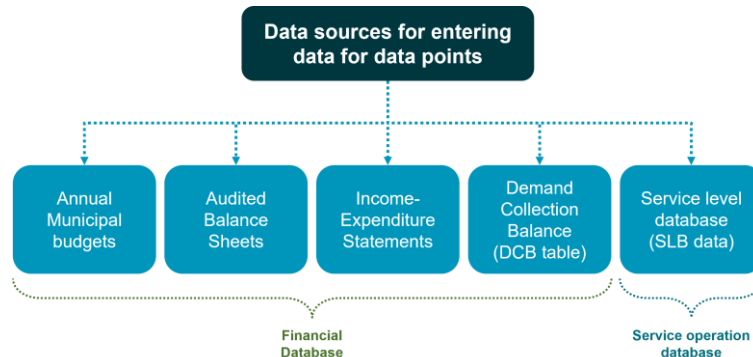 Data sources for entering
data for data points
Annual
Municipal
budgets
Audited
Balance
Sheets
Income-
Expenditure
Statements
Demand
Collection
Balance
(DCB table)
Service level
database
(SLB data)
Financial
Database
Service operation
database